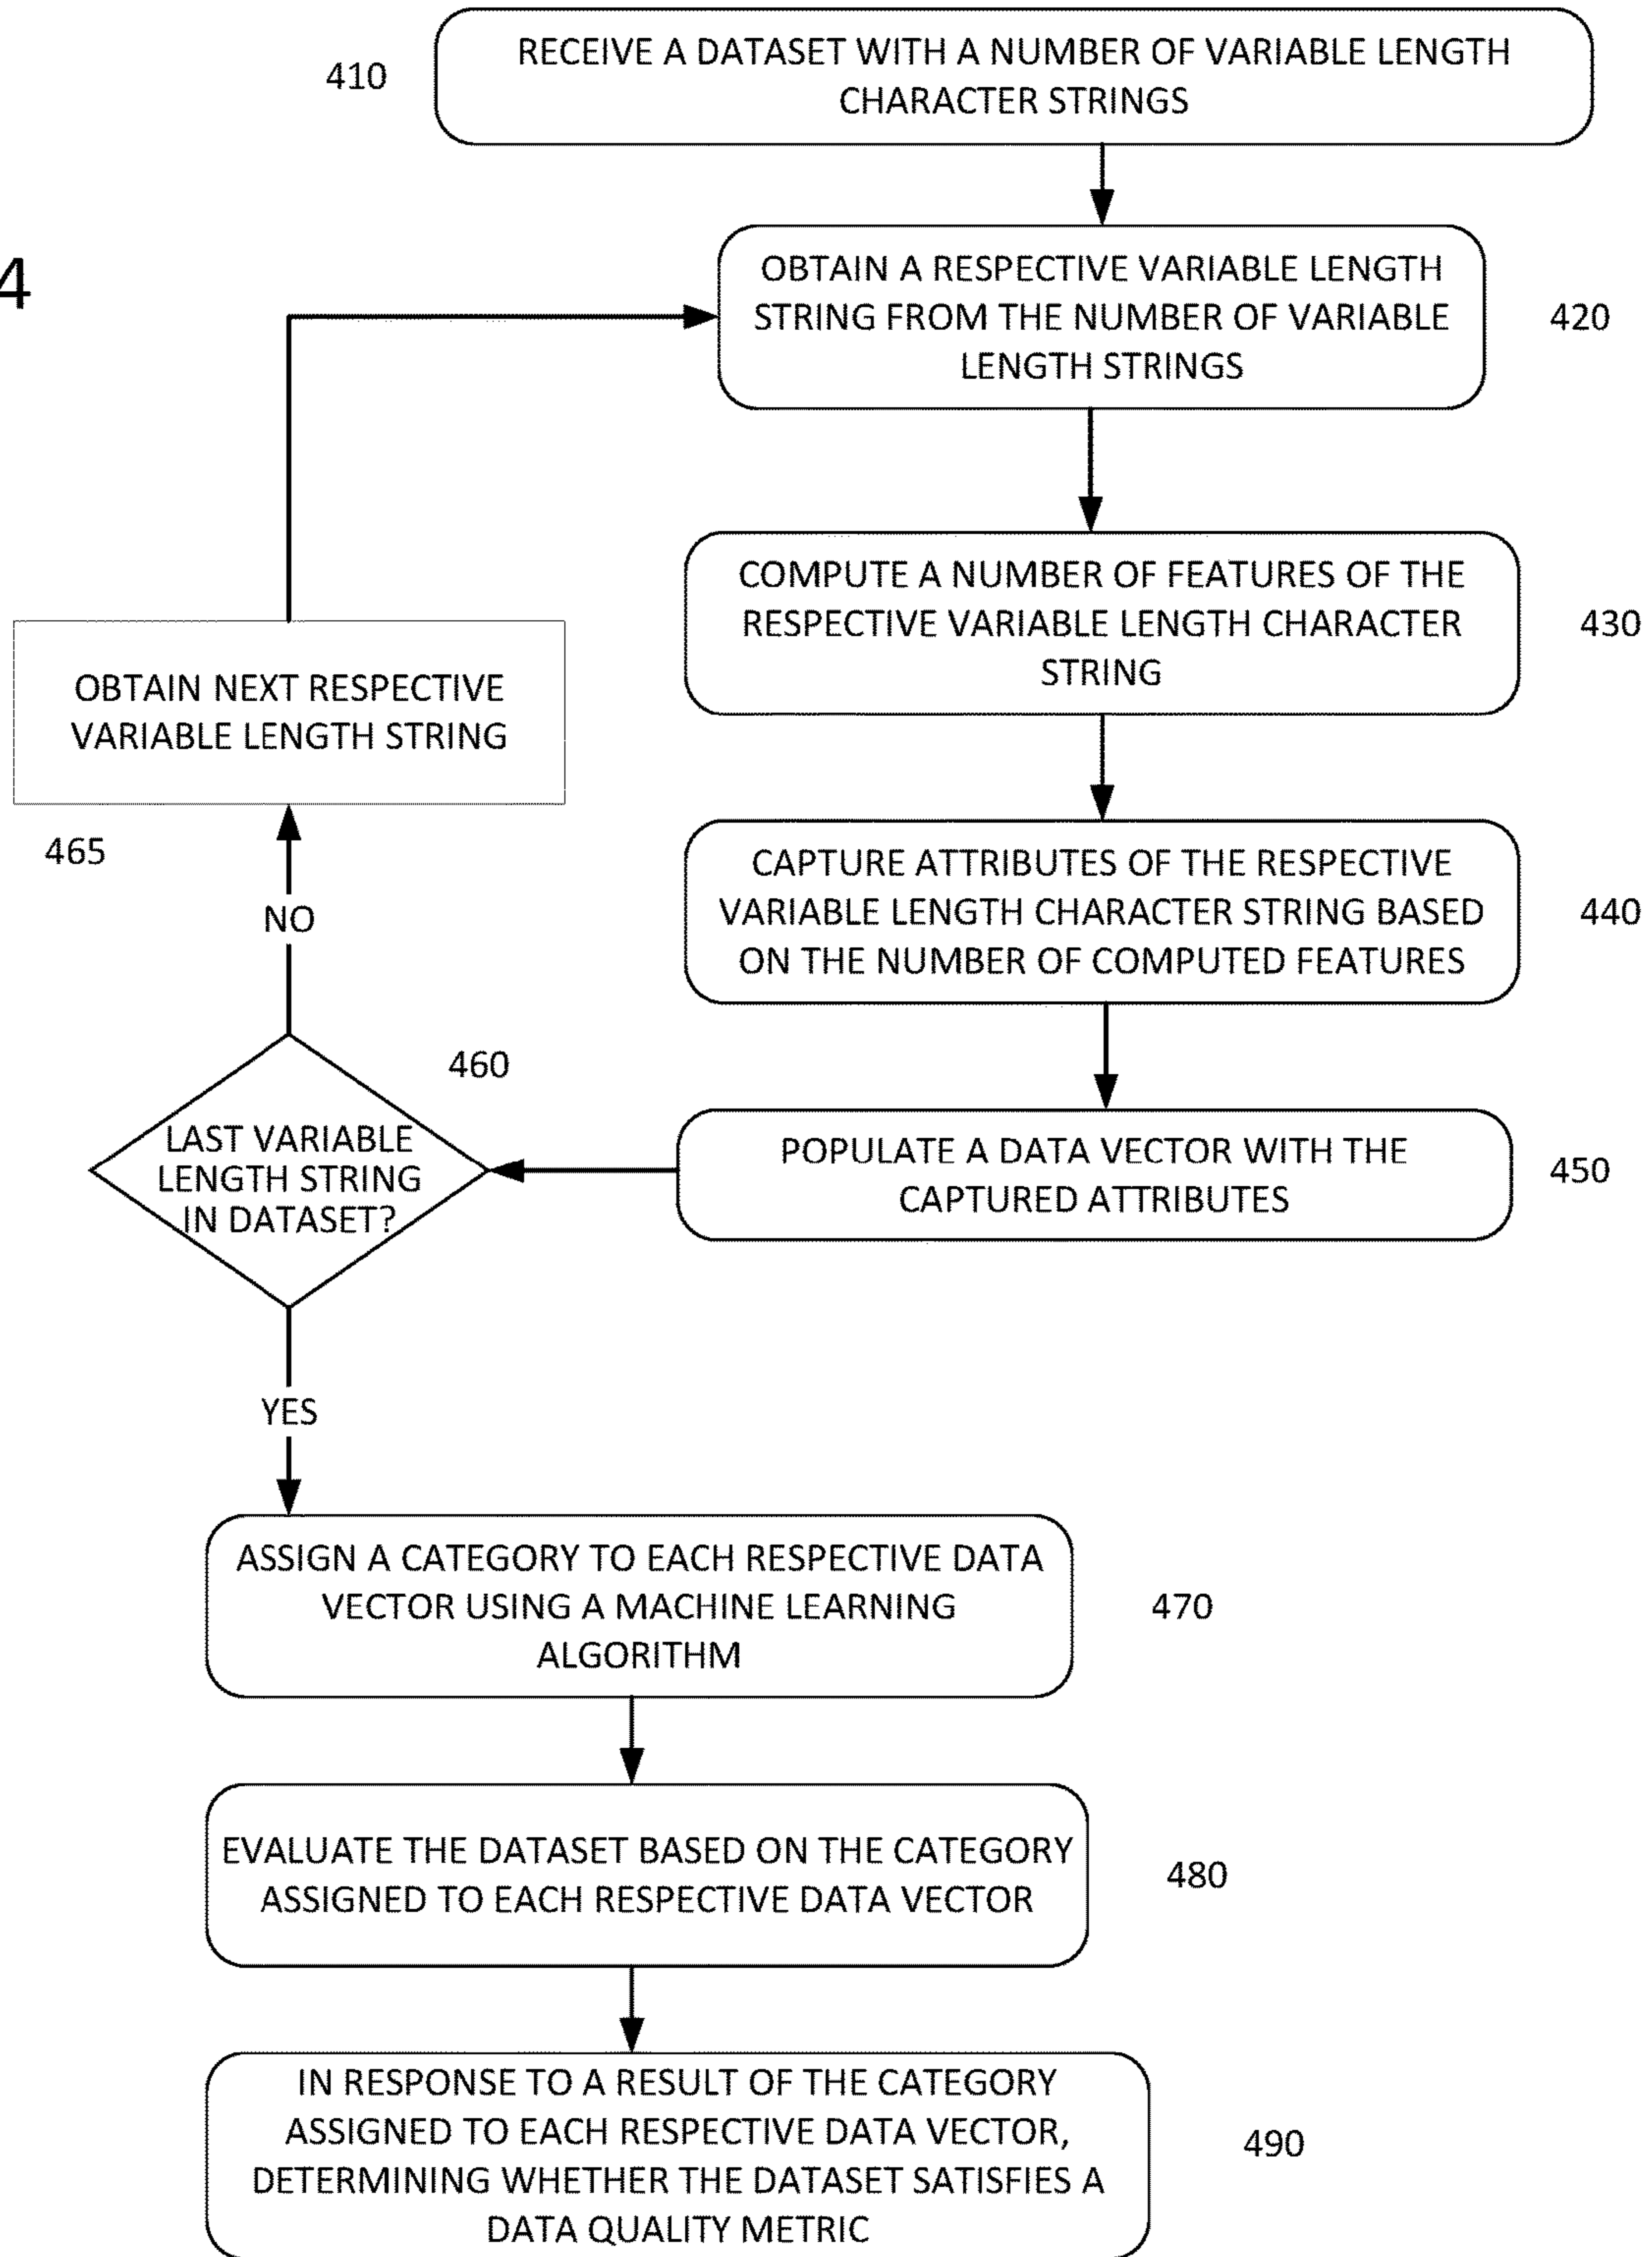 RECEIVE A DATASET WITH A NUMBER OF VARIABLE LENGTH
CHARACTER STRINGS
410
4
OBTAIN A RESPECTIVE VARIABLE LENGTH
STRING FROM THE NUMBER OF VARIABLE
LENGTH STRINGS
420
COMPUTE A NUMBER OF FEATURES OF THE
RESPECTIVE VARIABLE LENGTH CHARACTER
STRING
430
OBTAIN NEXT RESPECTIVE
VARIABLE LENGTH STRING
465
CAPTURE ATTRIBUTES OF THE RESPECTIVE
VARIABLE LENGTH CHARACTER STRING BASED
ON THE NUMBER OF COMPUTED FEATURES
440
NO
POPULATE A DATA VECTOR WITH THE
CAPTURED ATTRIBUTES
450
460
LAST VARIABLE
LENGTH STRING
IN DATASET?
YES
ASSIGN A CATEGORY TO EACH RESPECTIVE DATA
VECTOR USING A MACHINE LEARNING
ALGORITHM
470
EVALUATE THE DATASET BASED ON THE CATEGORY
ASSIGNED TO EACH RESPECTIVE DATA VECTOR
480
IN RESPONSE TO A RESULT OF THE CATEGORY
ASSIGNED TO EACH RESPECTIVE DATA VECTOR,
DETERMINING WHETHER THE DATASET SATISFIES A
DATA QUALITY METRIC
490